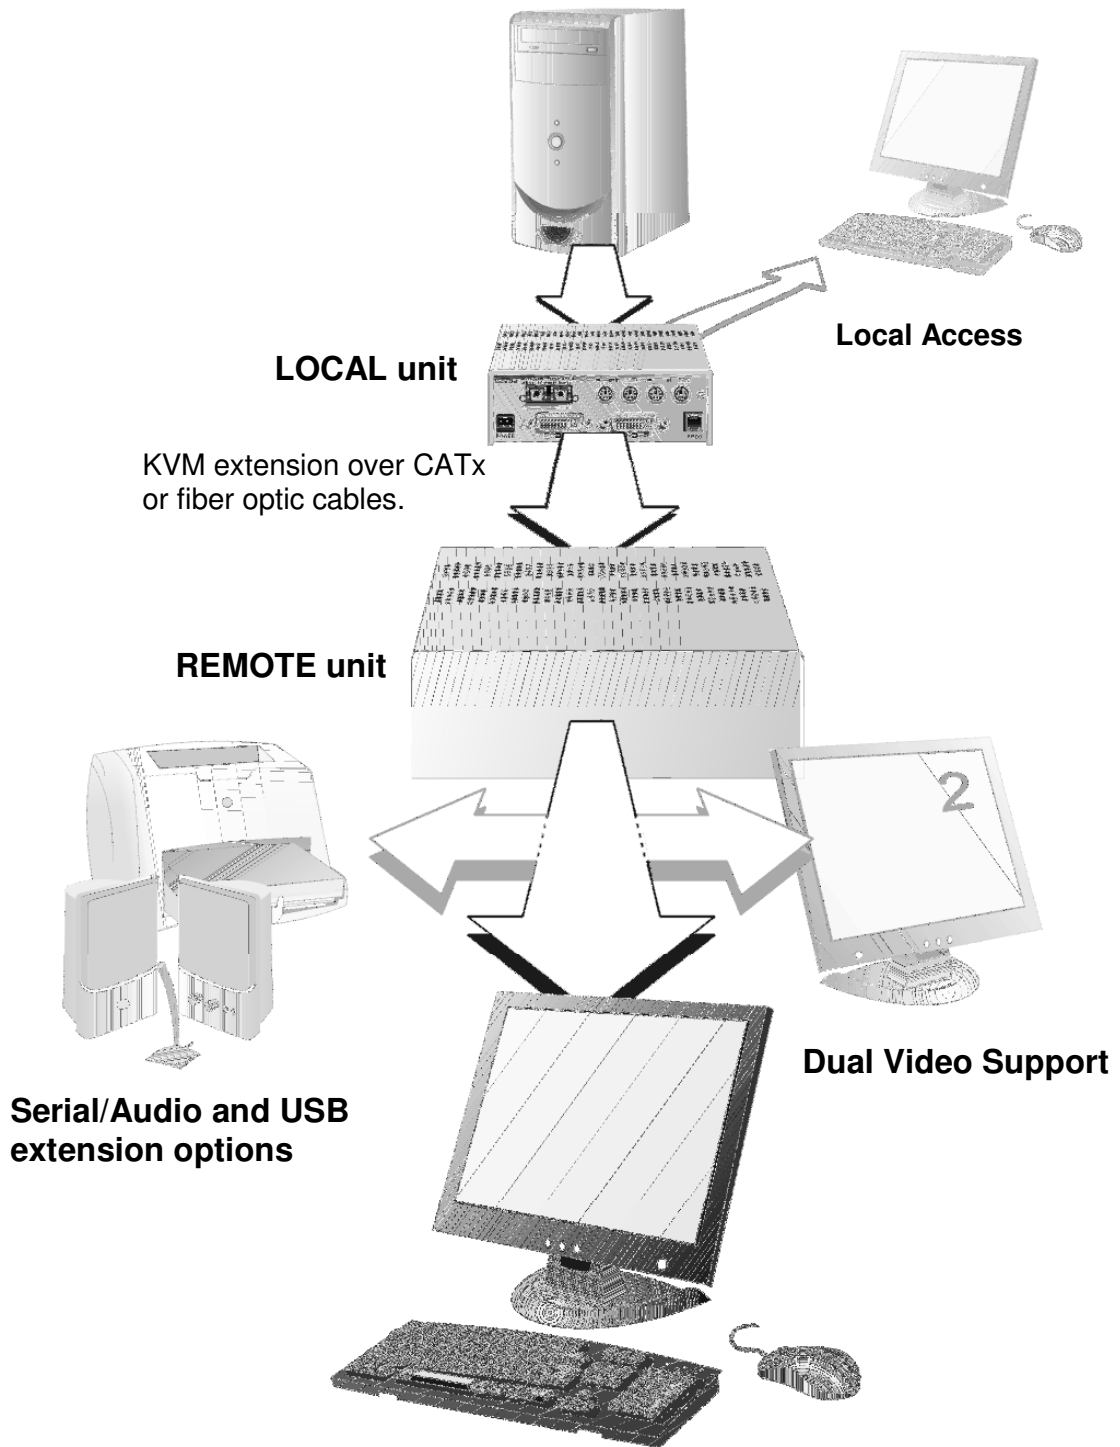 Local Access
LOCAL unit
KVM extension over CATx
or fiber optic cables.
REMOTE unit
2
Dual Video Support
Serial/Audio and USB
extension options